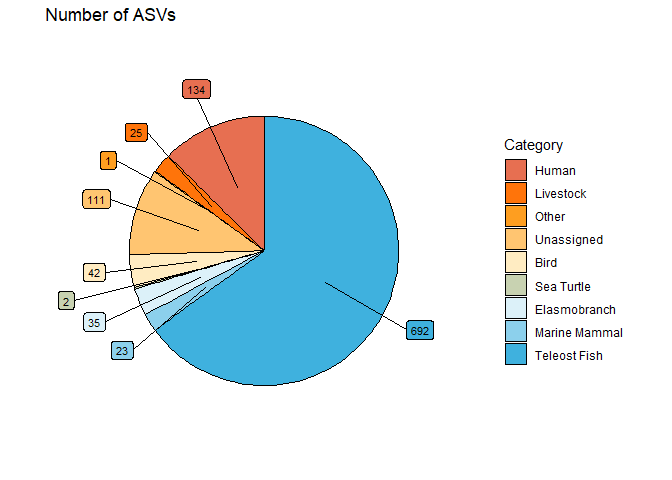 Number of ASVs
134
25
1
111
42
2
35
23
692
Category
Human
Livestock
Other
Unassigned
Bird
Sea Turtle
Elasmobranch
Marine Mammal
Teleost Fish